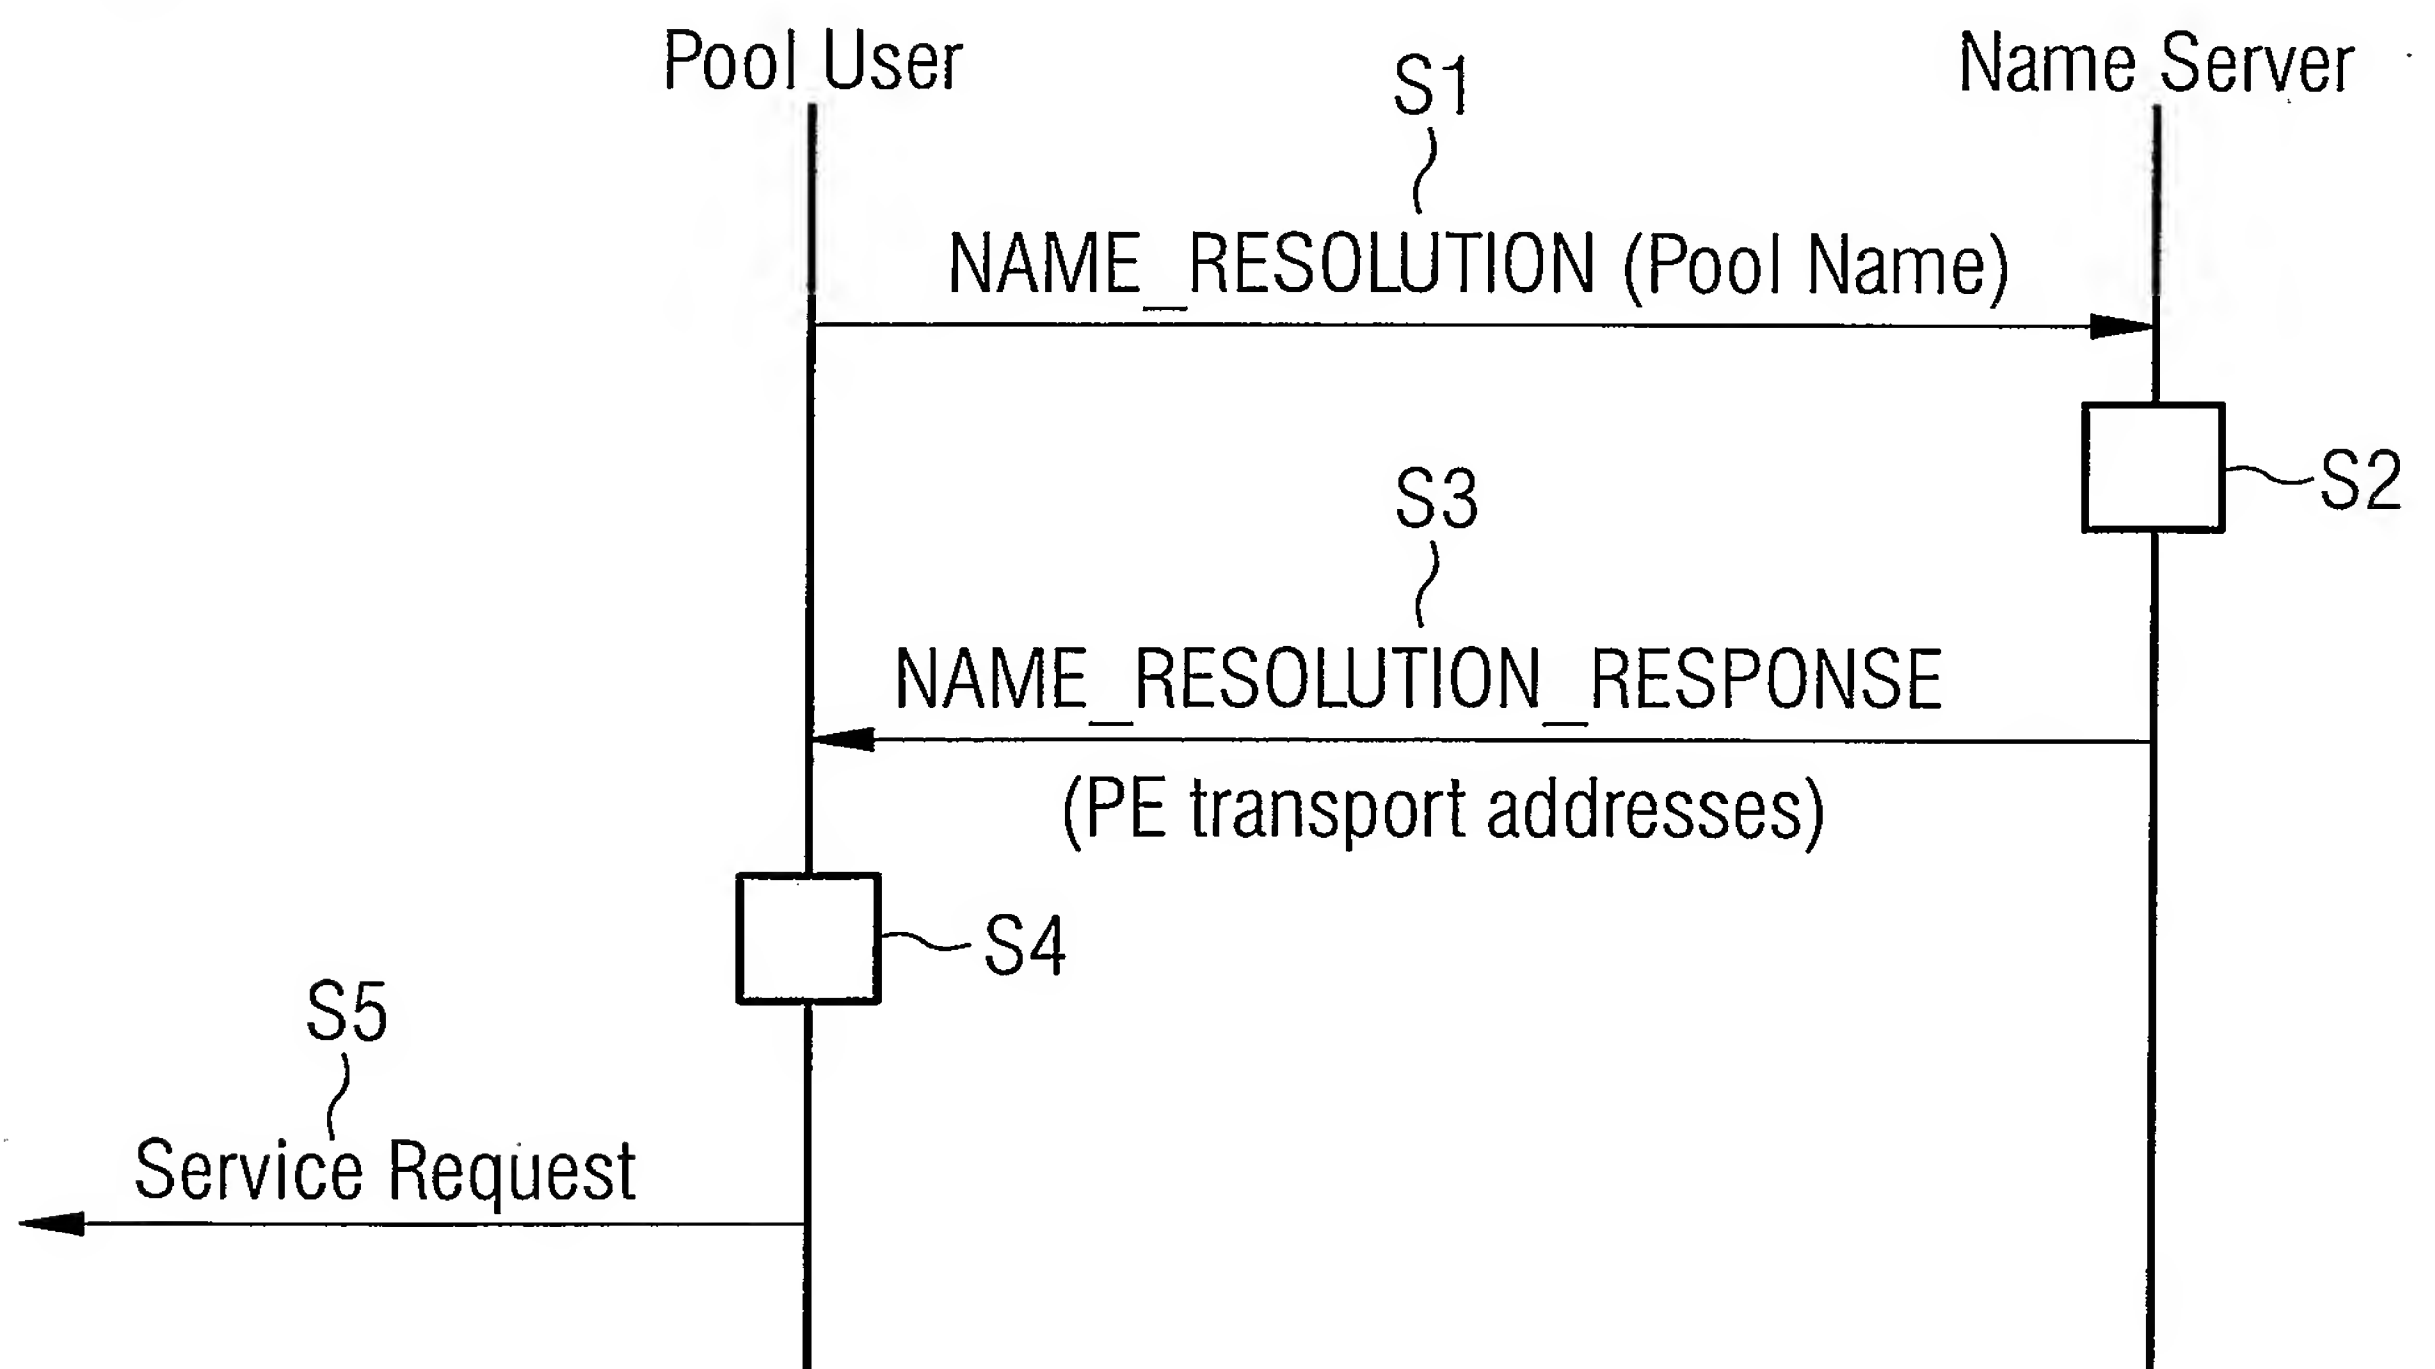 Pool User
Name Server
S1
NAME_RESOLUTION (Pool Name)
S2
S3
NAME_RESOLUTION_RESPONSE
(PE transport addresses)
S4
S5
Service Request